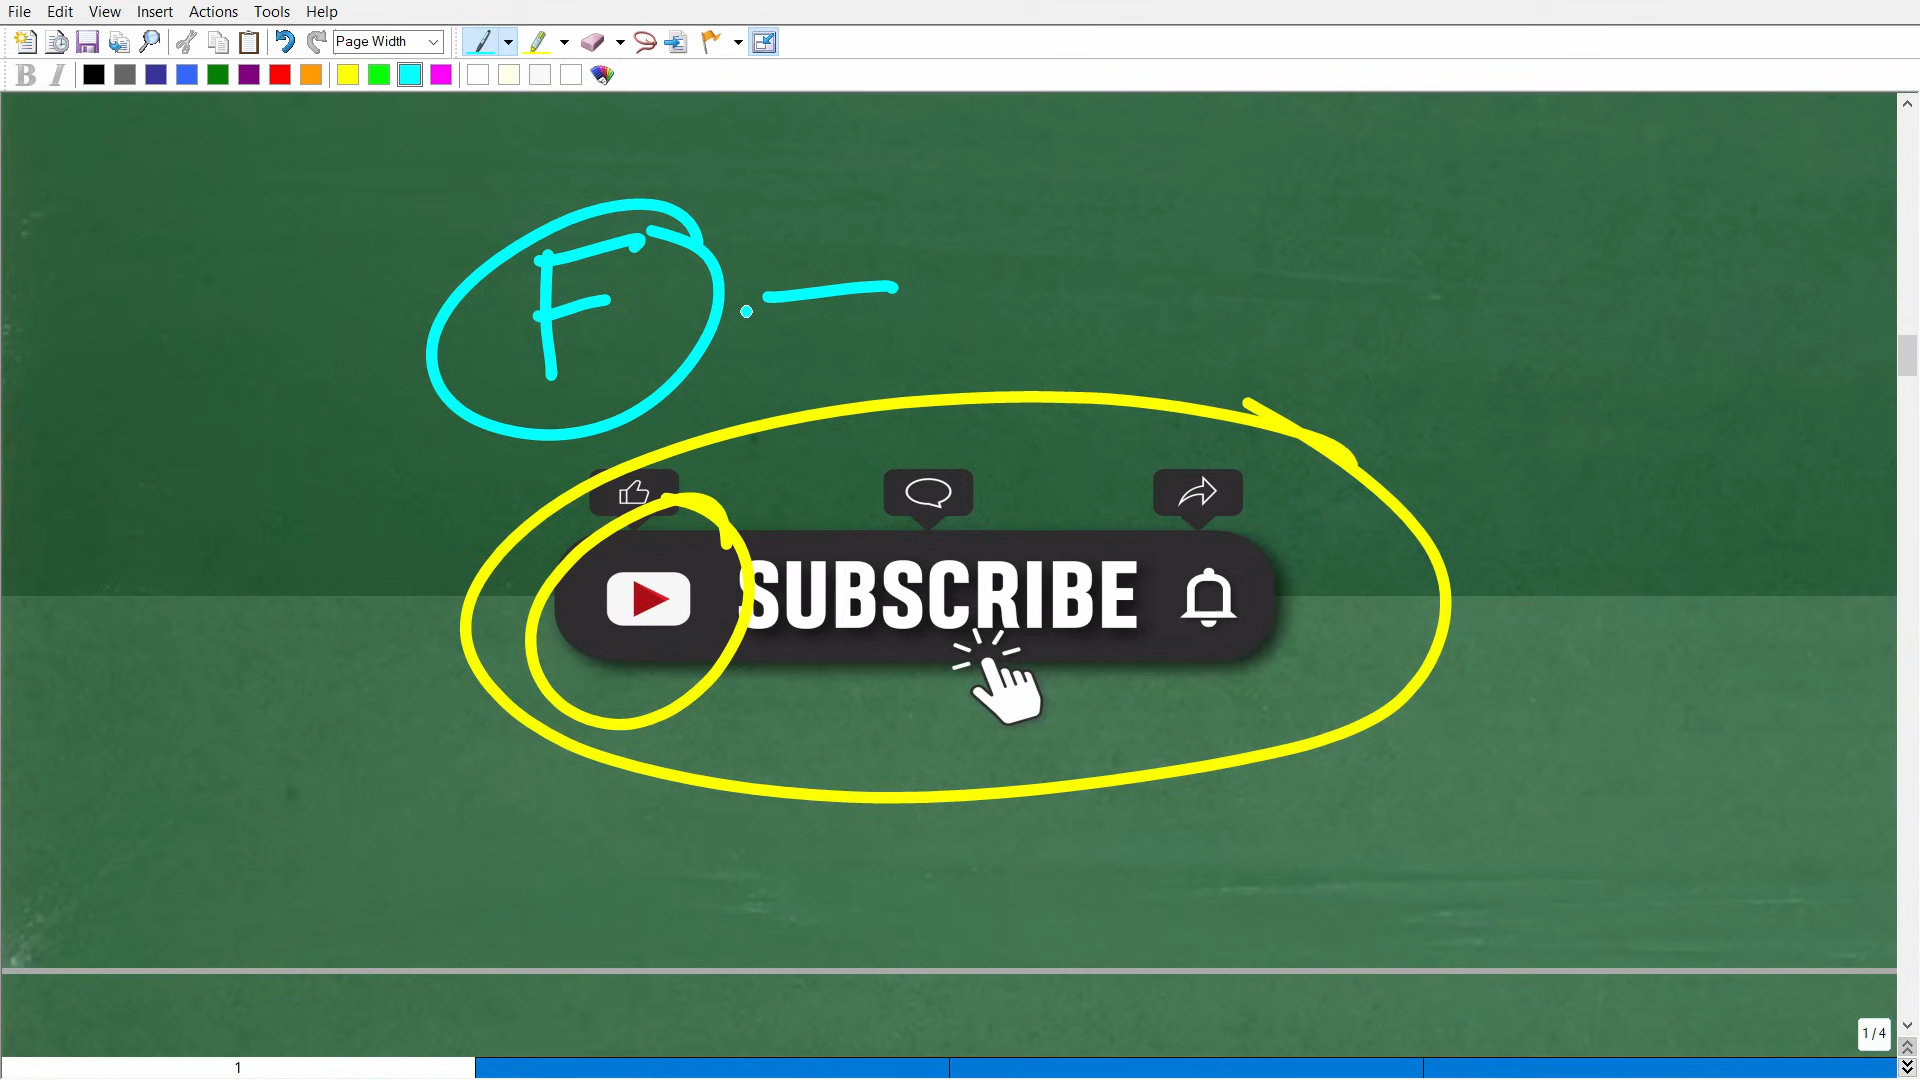 File Edit View Insert Actions Tools Help
Page Width
B I
F -
SUBSCRIBE
1 / 4
1